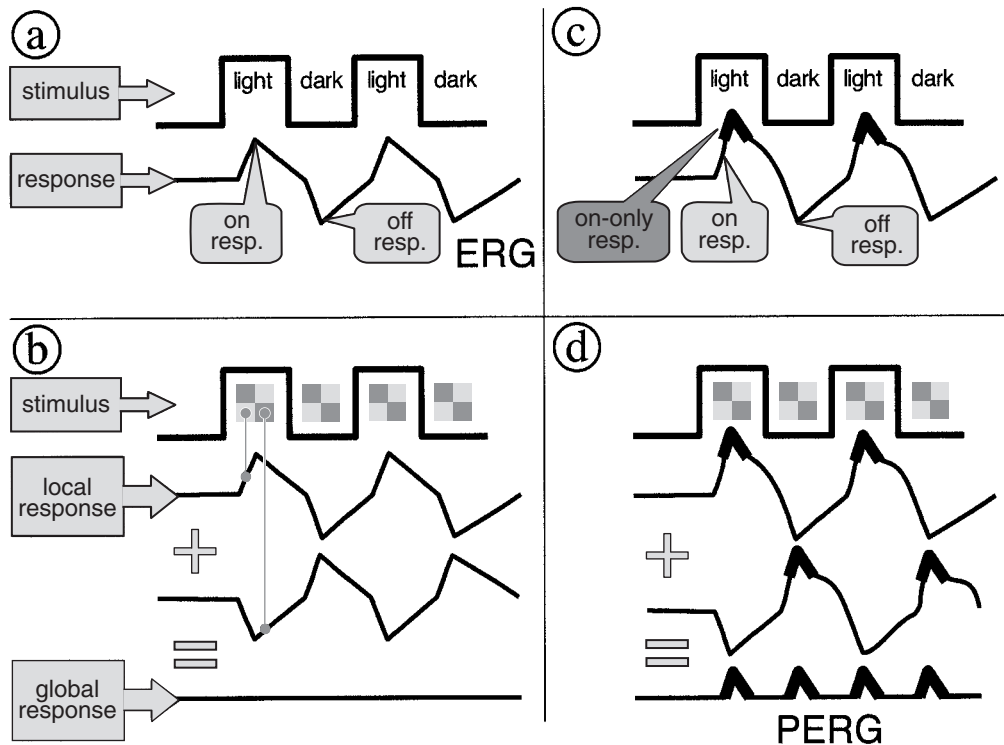 a
stimulus
light dark light dark
response
on
resp.
off
resp.
ERG
c
light dark light dark
on-only
resp.
on
resp.
off
resp.
b
stimulus
local
response
global
response
d
PERG